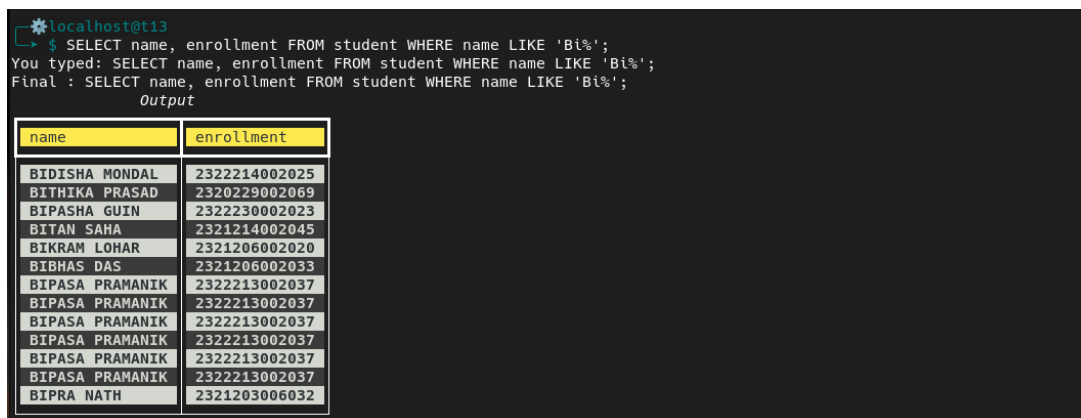 localhost@t13
$ SELECT name, enrollment FROM student WHERE name LIKE 'Bi%';
You typed: SELECT name, enrollment FROM student WHERE name LIKE 'Bi%';
Final : SELECT name, enrollment FROM student WHERE name LIKE 'Bi%';
Output
name enrollment
BIDISHA MONDAL 2322214002025
BITHIKA PRASAD 2320229002069
BIPASHA GUIN 2322230002023
BITAN SAHA 2321214002045
BIKRAM LOHAR 2321206002020
BIBHAS DAS 2321206002033
BIPASA PRAMANIK 2322213002037
BIPASA PRAMANIK 2322213002037
BIPASA PRAMANIK 2322213002037
BIPASA PRAMANIK 2322213002037
BIPASA PRAMANIK 2322213002037
BIPASA PRAMANIK 2322213002037
BIPRA NATH 2321203006032